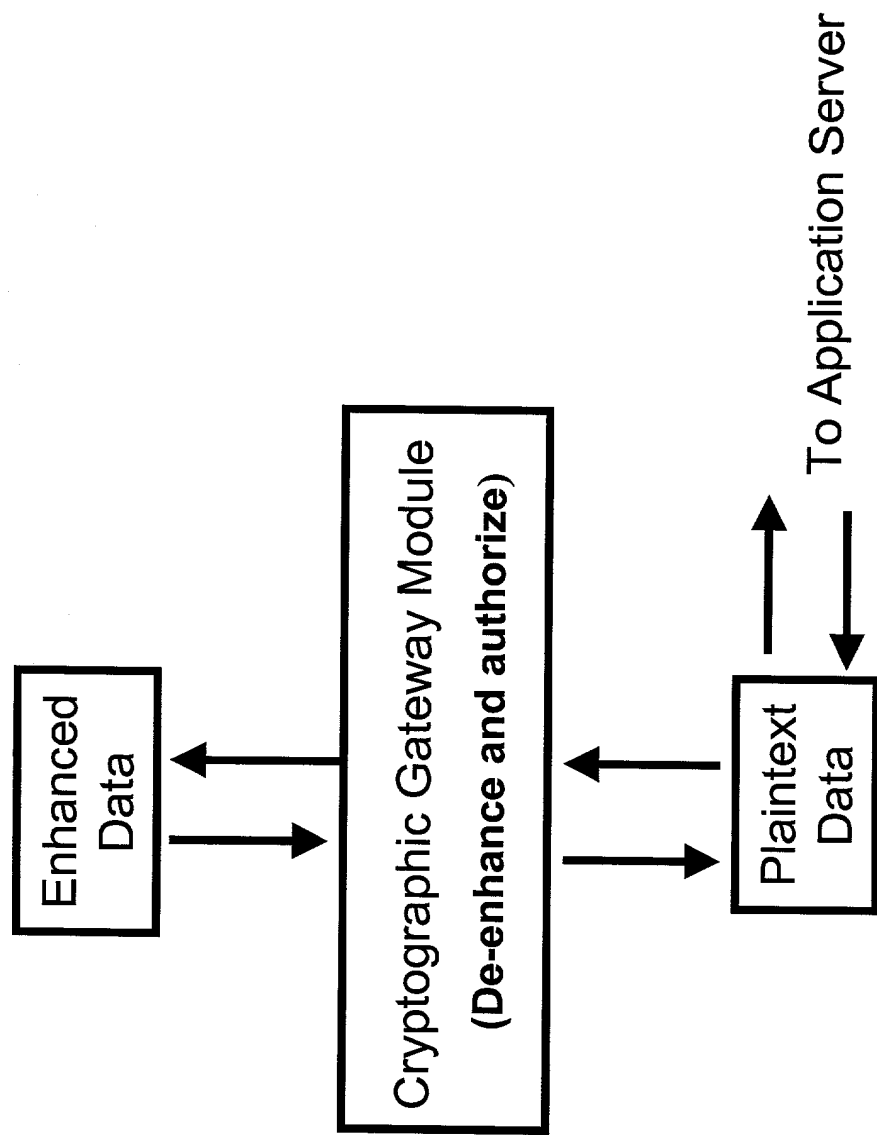 Enhanced
Data
Cryptographic Gateway Module
(De-enhance and authorize)
Plaintext
Data
To Application Server